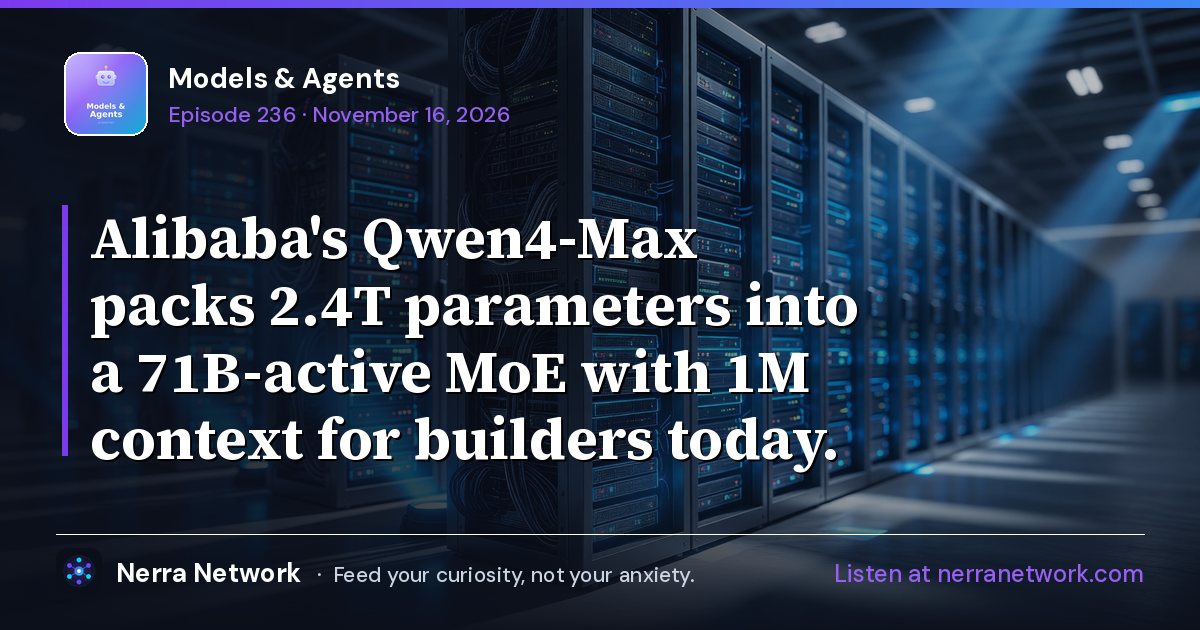 Models & Agents
Episode 236 · November 16, 2026
Models &
Agents
Alibaba's Qwen4-Max
packs 2.4T parameters into
a 71B-active MoE with 1M
context for builders today.
Nerra Network · Feed your curiosity, not your anxiety.
Listen at nerranetwork.com